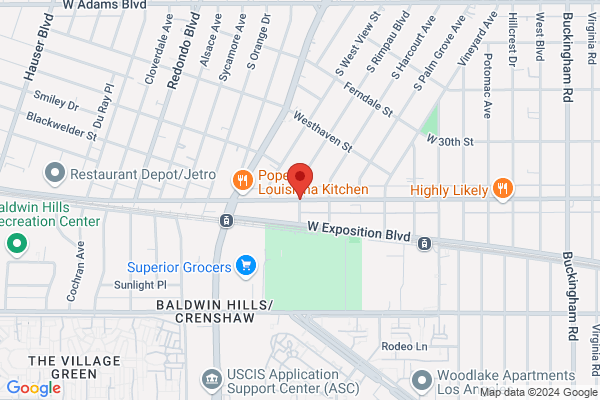 W Adams Blvd
Hauser Blvd
Cloverdale Ave
Redondo Blvd
Alsace Ave
Sycamore Ave
S Orange Dr
S West View St
S Rimpau Blvd
S Harcourt Ave
S Palm Grove Ave
Vineyard Ave
Potomac Ave
Hillcrest Dr
West Blvd
Buckingham Rd
Virginia Rd
Smiley Dr
Du Ray Pl
Blackwelder St
Ferndale St
Westhaven St
W 30th St
Restaurant Depot/Jetro
Pope
Louisiana Kitchen
Highly Likely
Baldwin Hills
Recreation Center
W Exposition Blvd
Cochran Ave
Superior Grocers
Sunlight Pl
BALDWIN HILLS/
CRENSHAW
Buckingham Rd
Virginia Rd
Rodeo Ln
THE VILLAGE
GREEN
USCIS Application
Support Center (ASC)
Woodlake Apartments
Los An
Google
Map data ©2024 Google